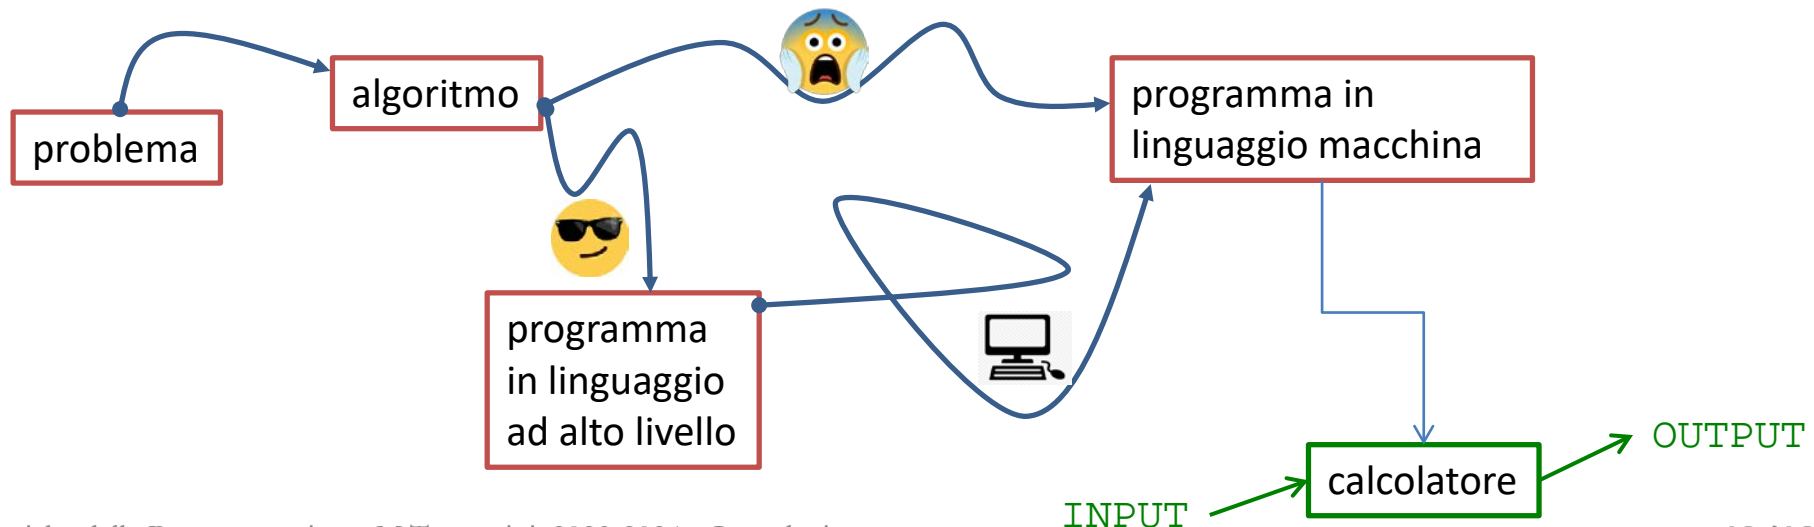 problema
algoritmo
programma in
linguaggio macchina
programma
in linguaggio
ad alto livello
calcolatore
INPUT
OUTPUT